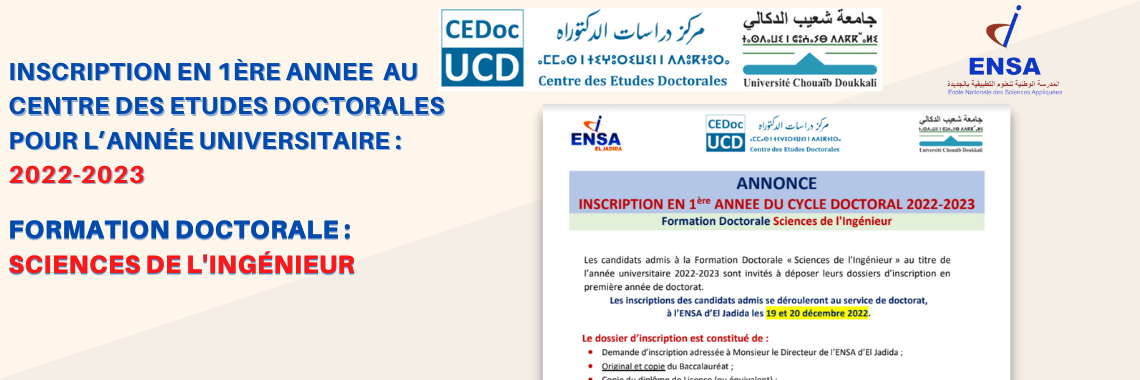 INSCRIPTION EN 1ÈRE ANNEE AU
CENTRE DES ETUDES DOCTORALES
POUR L'ANNÉE UNIVERSITAIRE :
2022-2023
FORMATION DOCTORALE :
SCIENCES DE L'INGÉNIEUR
CEDoc
UCD
مركز دراسات الدكتوراه
Centre des Etudes Doctorales
جامعة شعيب الدكالي
Université Chouaïb Doukkali
ENSA
المدرسة الوطنية للعلوم التطبيقية بالجديدة
Ecole Nationale des Sciences Appliquées
ENSA
EL JADIDA
CEDoc
UCD
مركز دراسات الدكتوراه
Centre des Etudes Doctorales
جامعة شعيب الدكالي
Université Chouaïb Doukkali
ANNONCE
INSCRIPTION EN 1ère ANNEE DU CYCLE DOCTORAL 2022-2023
Formation Doctorale Sciences de l'Ingénieur
Les candidats admis à la Formation Doctorale « Sciences de l'Ingénieur » au titre de
l'année universitaire 2022-2023 sont invités à déposer leurs dossiers d'inscription en
première année de doctorat.
Les inscriptions des candidats admis se dérouleront au service de doctorat,
à l'ENSA d'El Jadida les 19 et 20 décembre 2022.
Le dossier d'inscription est constitué de :
• Demande d'inscription adressée à Monsieur le Directeur de l'ENSA d'El Jadida ;
• Original et copie du Baccalauréat ;
• Copie du diplôme de Licence (ou équivalent) ;